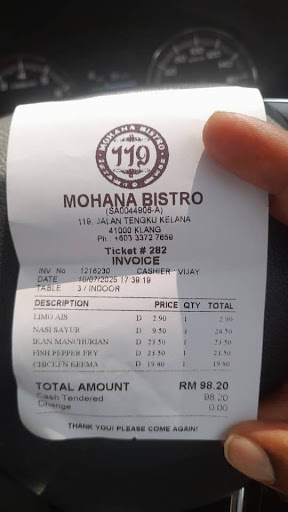 MOHANA BISTRO
119
MOHANA BISTRO
(SA0044906-A)
119, JALAN TENGKU KELANA
41000 KLANG
Ph : +603 3372 7659
Ticket # 282
INVOICE
INV No : 1216230 CASHIER : VIJAY
DATE : 10/07/2025 17:39:19
TABLE : 3 / INDOOR
DESCRIPTION PRICE QTY TOTAL
LIMO AIS D 2.90 1 2.90
NASI SAYUR D 9.50 3 28.50
IKAN MANCHURIAN D 23.50 1 23.50
FISH PEPPER FRY D 23.50 1 23.50
CHICKEN KEEMA D 19.80 1 19.80
TOTAL AMOUNT RM 98.20
Cash Tendered 98.20
Change 0.00
THANK YOU! PLEASE COME AGAIN!